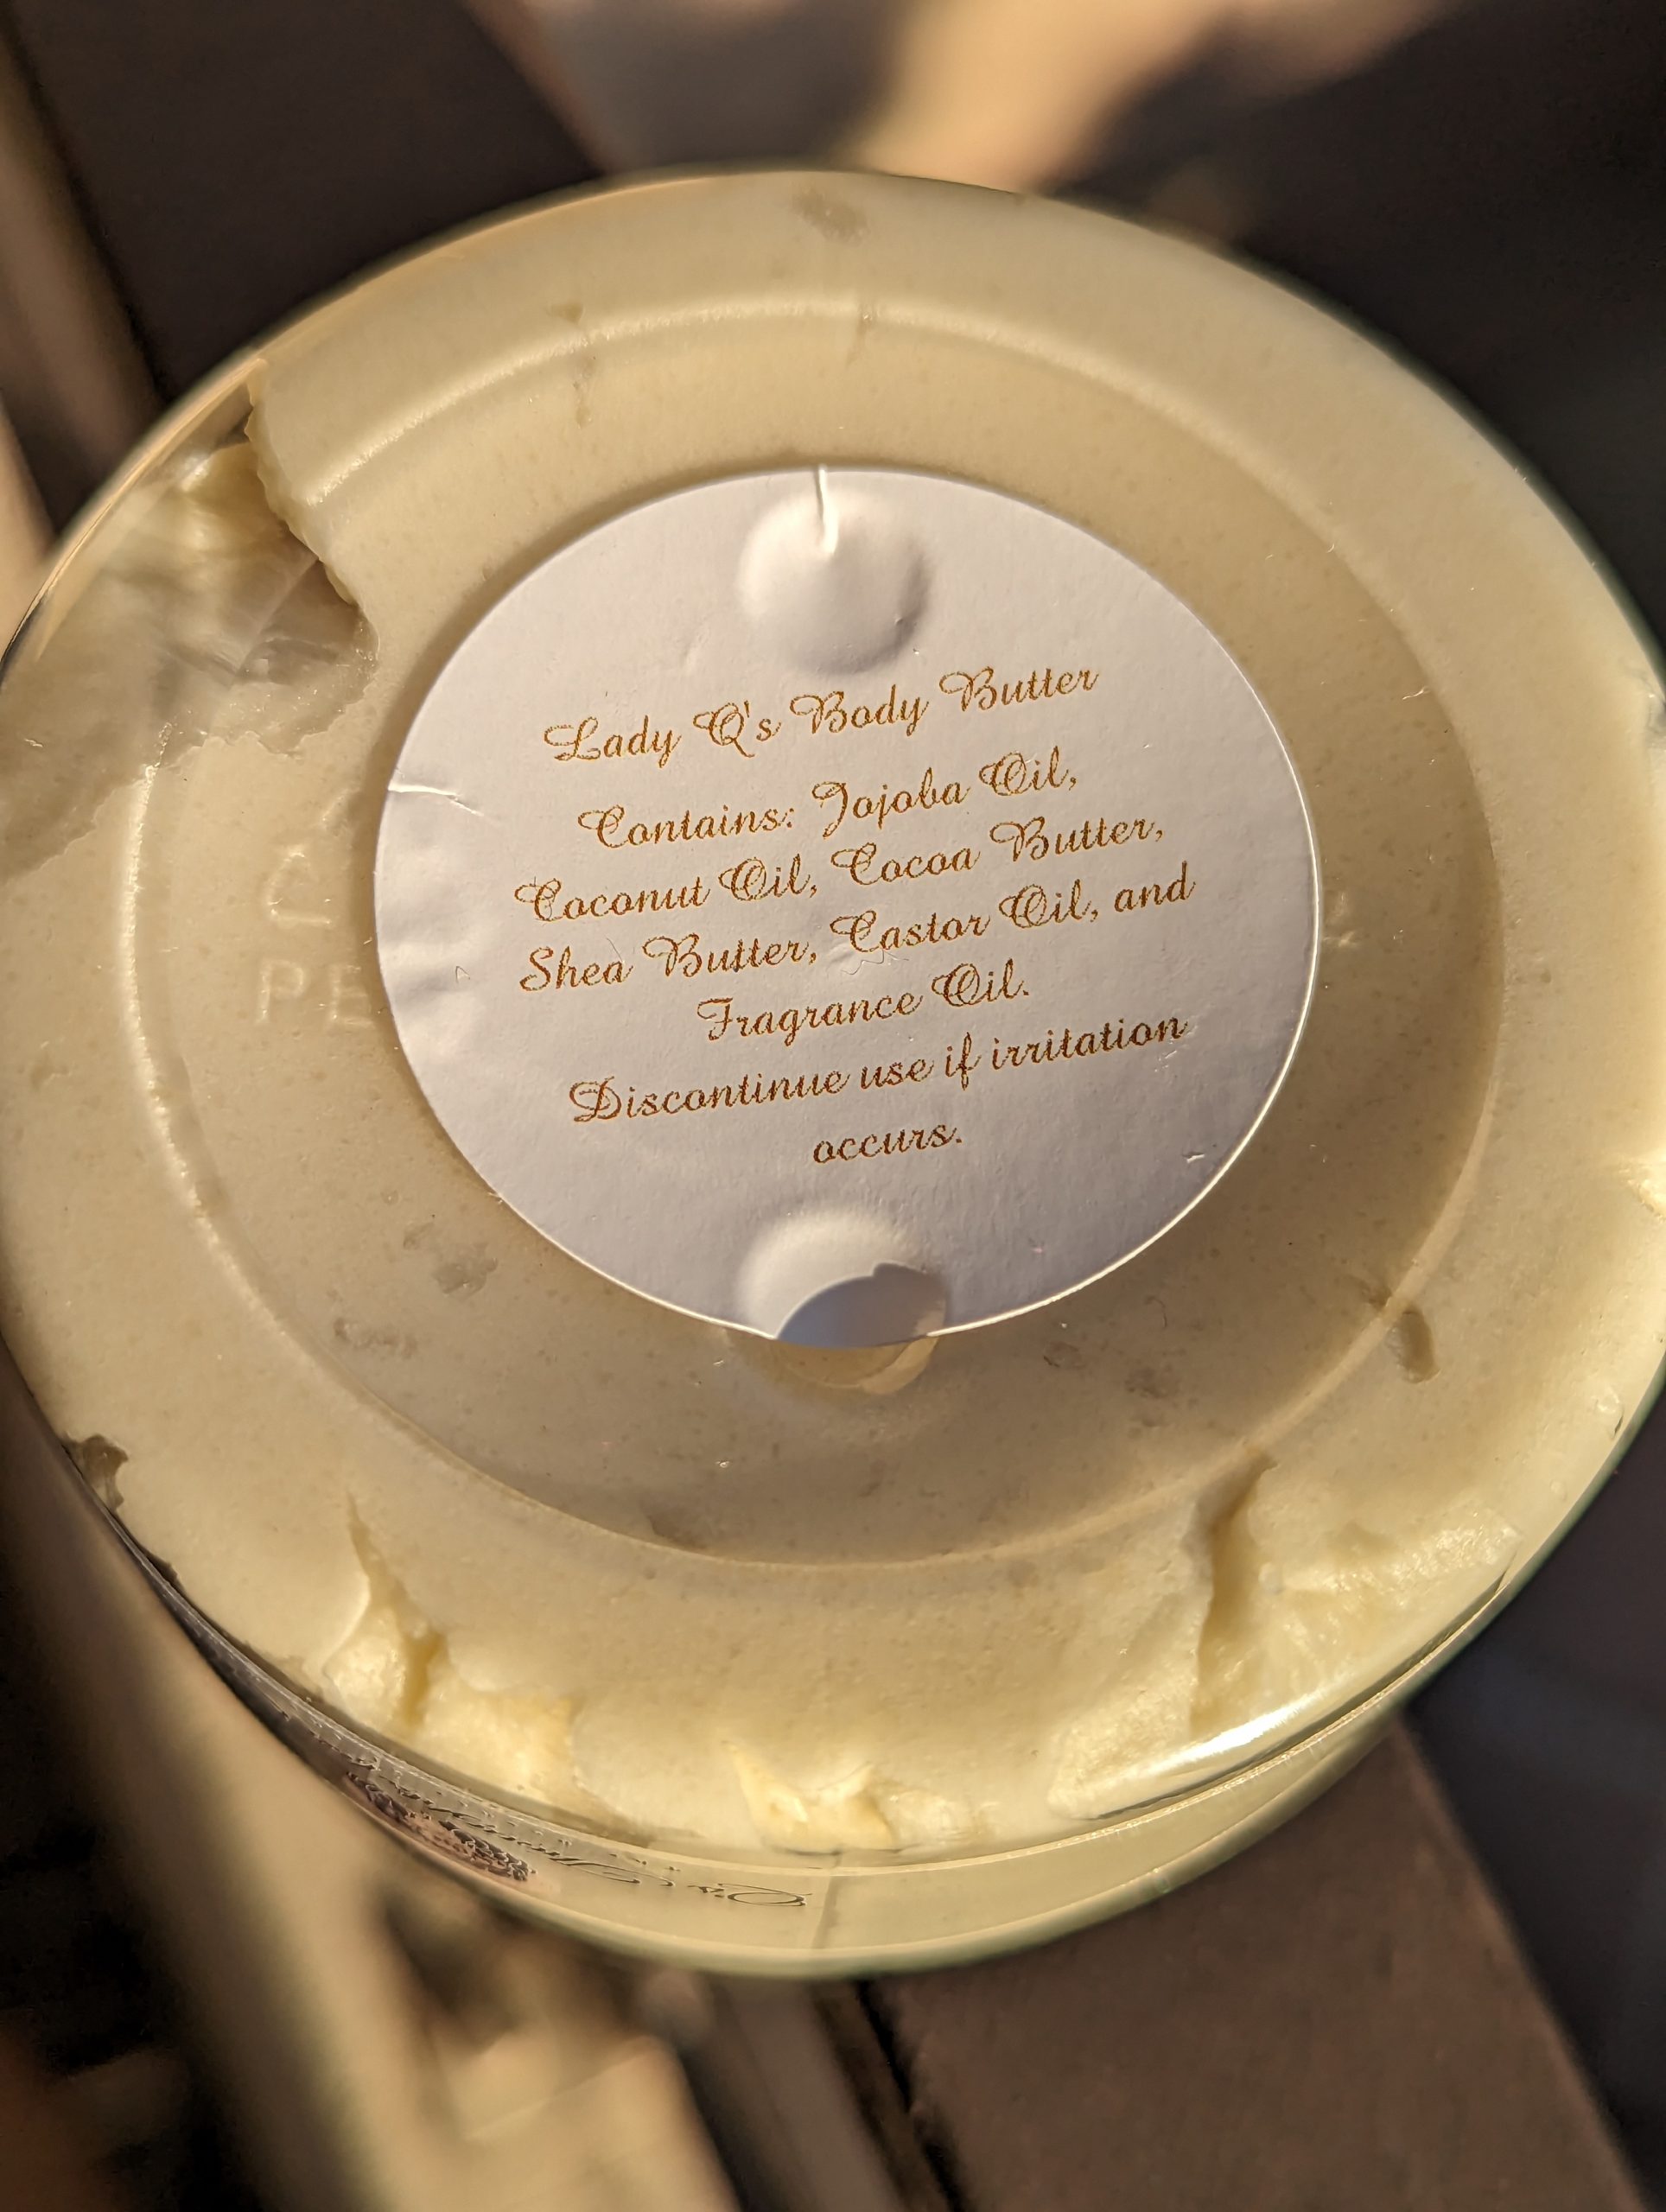 Lady Q's Body Butter
Contains: Jojoba Oil,
Coconut Oil, Cocoa Butter,
Shea Butter, Castor Oil, and
Fragrance Oil.
Discontinue use if irritation
occurs.
PE